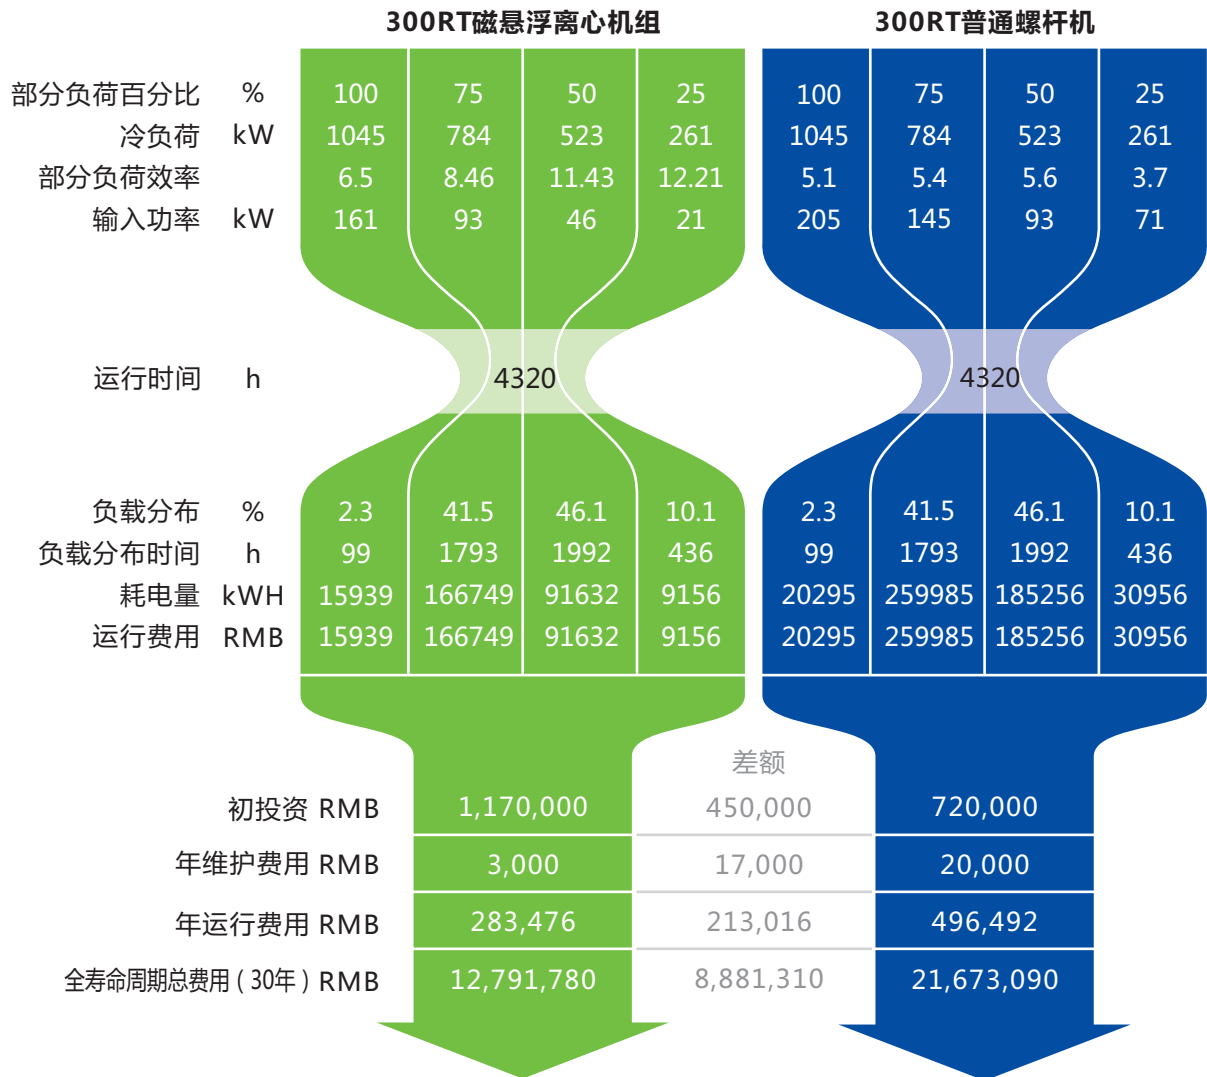 300RT磁悬浮离心机组 300RT普通螺杆机
部分负荷百分比 % 100 75 50 25 100 75 50 25
冷负荷 kW 1045 784 523 261 1045 784 523 261
部分负荷效率 6.5 8.46 11.43 12.21 5.1 5.4 5.6 3.7
输入功率 kW 161 93 46 21 205 145 93 71
运行时间 h 4320 4320
负载分布 % 2.3 41.5 46.1 10.1 2.3 41.5 46.1 10.1
负载分布时间 h 99 1793 1992 436 99 1793 1992 436
耗电量 kWH 15939 166749 91632 9156 20295 259985 185256 30956
运行费用 RMB 15939 166749 91632 9156 20295 259985 185256 30956
差额
初投资 RMB 1,170,000 450,000 720,000
年维护费用 RMB 3,000 17,000 20,000
年运行费用 RMB 283,476 213,016 496,492
全寿命周期总费用（30年）RMB 12,791,780 8,881,310 21,673,090